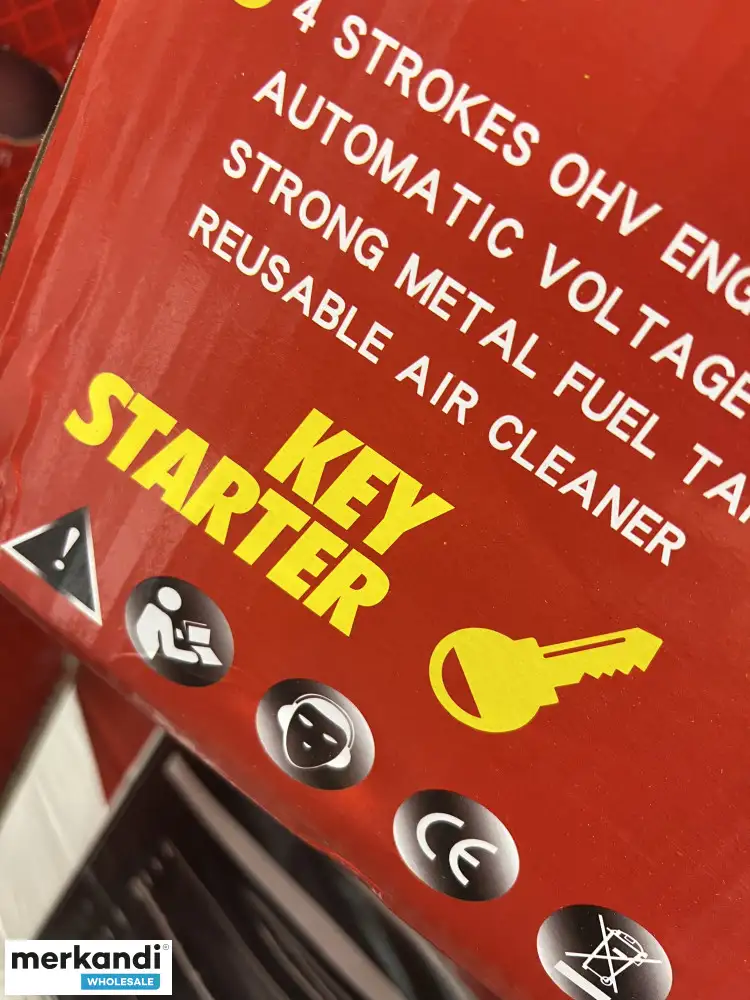 4 STROKES OHV ENG
AUTOMATIC VOLTAGE
STRONG METAL FUEL TA
REUSABLE AIR CLEANER
KEY
STARTER
CE
merkandi®
WHOLESALE